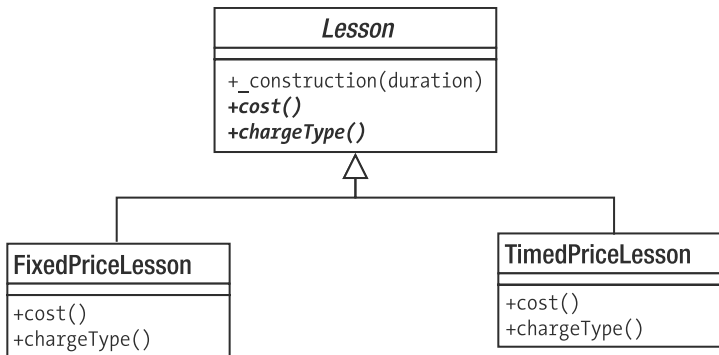 Lesson
+_construction(duration)
+cost()
+chargeType()
FixedPriceLesson
+cost()
+chargeType()
TimedPriceLesson
+cost()
+chargeType()